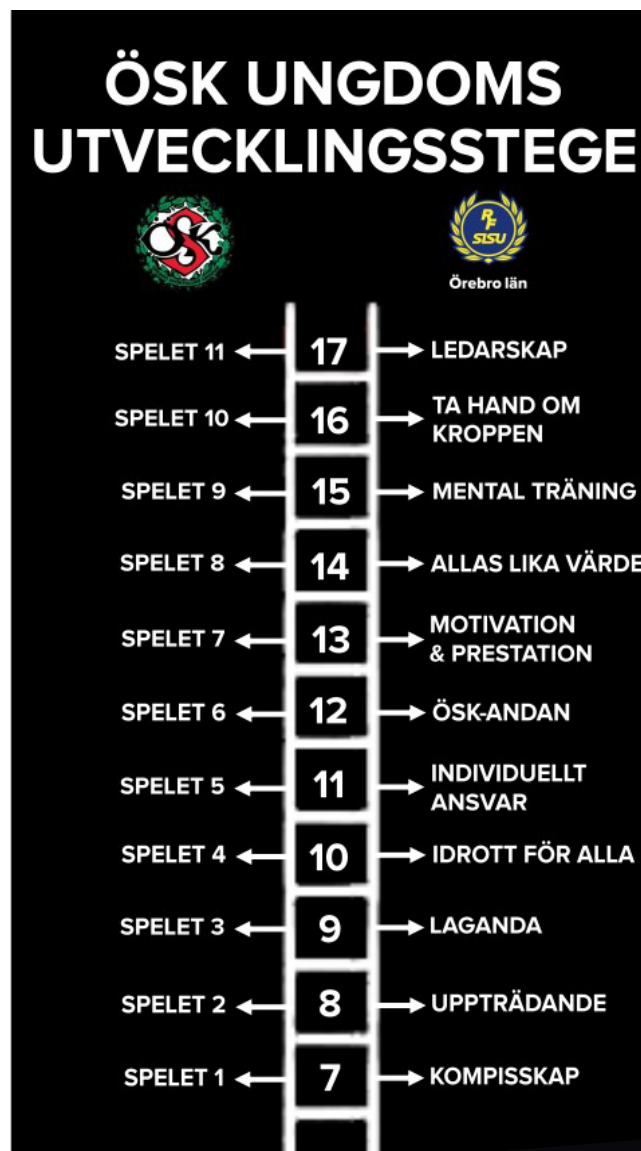 ÖSK UNGDOMS
UTVECKLINGSSTEGE
ÖSK
RF
SISU
Örebro län
SPELET 11 17 LEDARSKAP
SPELET 10 16 TA HAND OM
KROPPEN
SPELET 9 15 MENTAL TRÄNING
SPELET 8 14 ALLAS LIKA VÄRDE
SPELET 7 13 MOTIVATION
& PRESTATION
SPELET 6 12 ÖSK-ANDAN
SPELET 5 11 INDIVIDUELLT
ANSVAR
SPELET 4 10 IDROTT FÖR ALLA
SPELET 3 9 LAGANDA
SPELET 2 8 UPPTRÄDANDE
SPELET 1 7 KOMPISSKAP